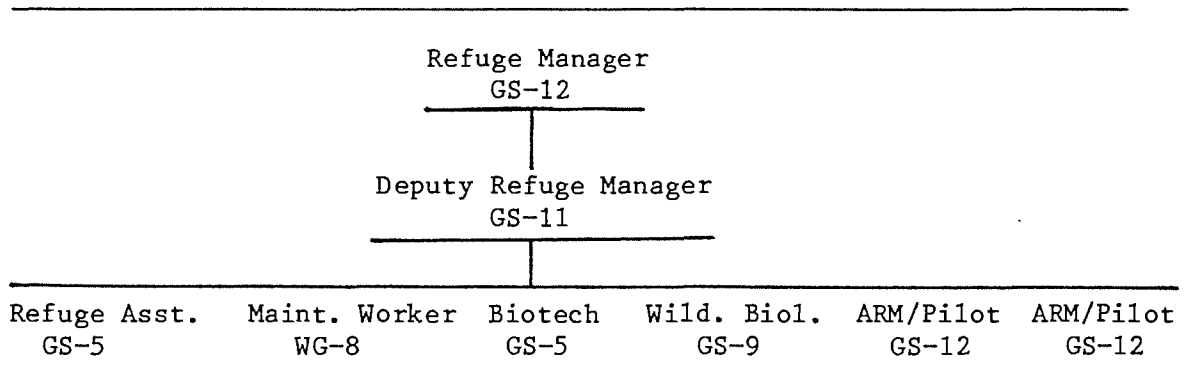 Refuge Manager
GS-12
Deputy Refuge Manager
GS-11
Refuge Asst. Maint. Worker Biotech Wild. Biol. ARM/Pilot ARM/Pilot
GS-5 WG-8 GS-5 GS-9 GS-12 GS-12